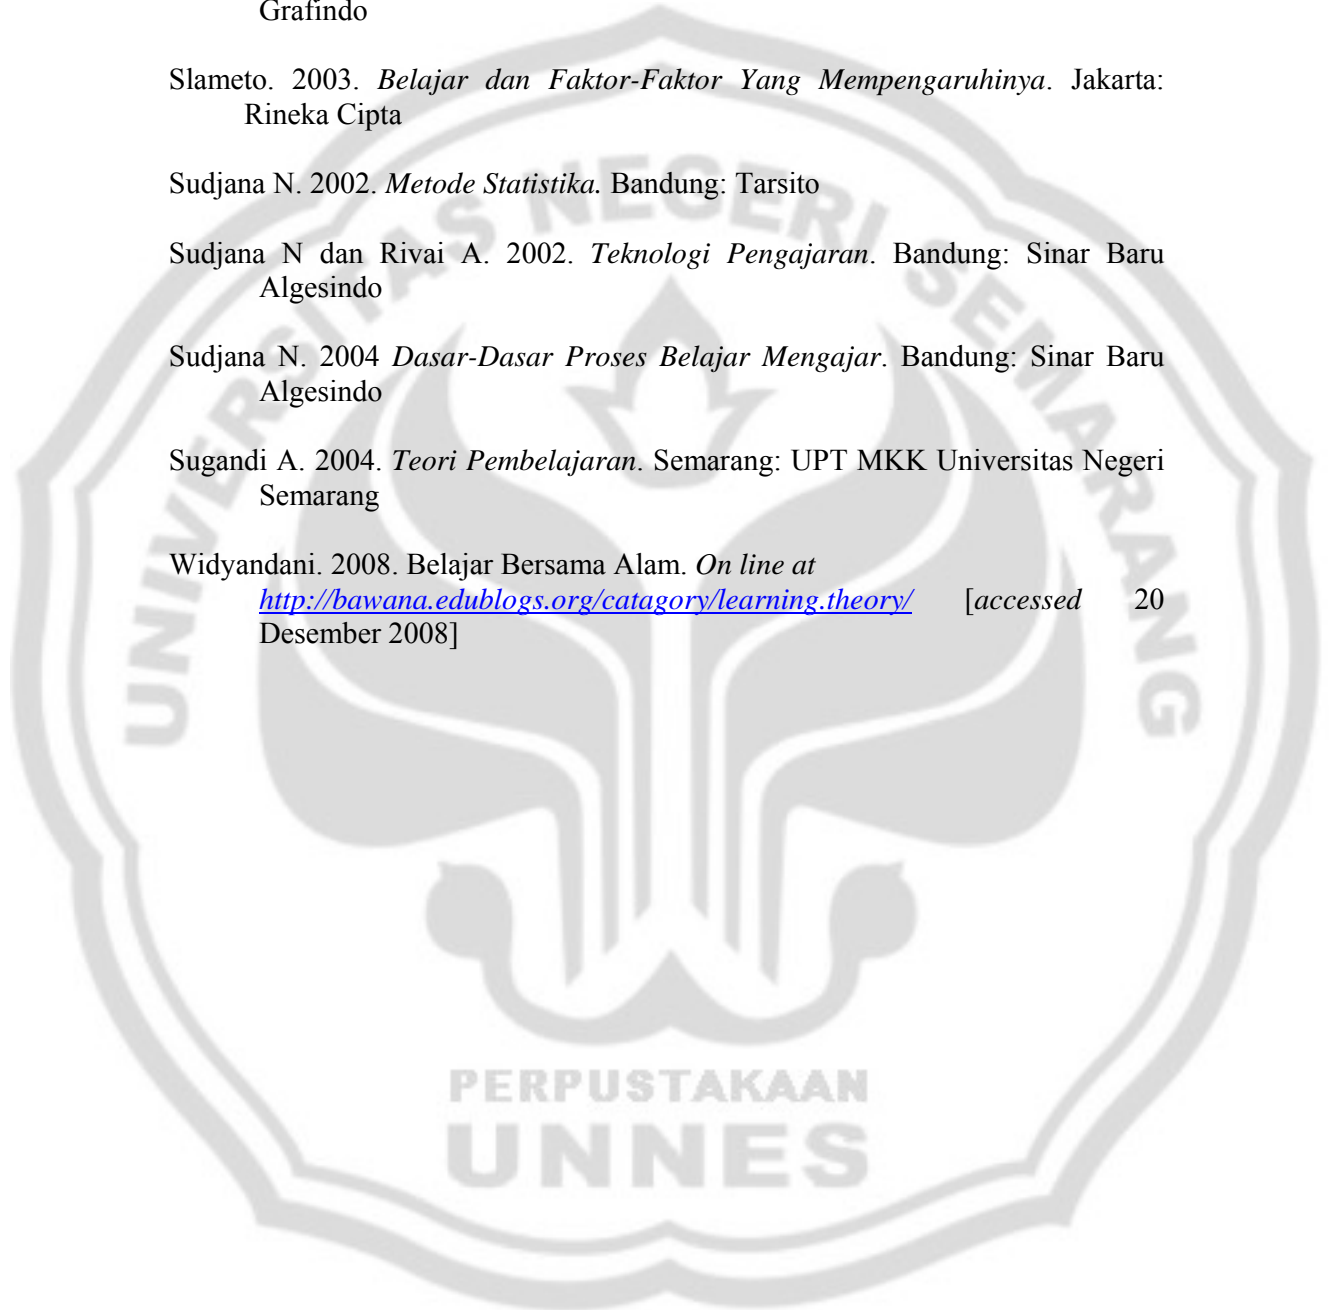 Grafindo
Slameto. 2003. Belajar dan Faktor-Faktor Yang Mempengaruhinya. Jakarta:
Rineka Cipta
Sudjana N. 2002. Metode Statistika. Bandung: Tarsito
Sudjana N dan Rivai A. 2002. Teknologi Pengajaran. Bandung: Sinar Baru
Algesindo
Sudjana N. 2004 Dasar-Dasar Proses Belajar Mengajar. Bandung: Sinar Baru
Algesindo
Sugandi A. 2004. Teori Pembelajaran. Semarang: UPT MKK Universitas Negeri
Semarang
Widyandani. 2008. Belajar Bersama Alam. On line at
http://bawana.edublogs.org/catagory/learning.theory/ [accessed 20
Desember 2008]
UNIVERSITAS NEGERI SEMARANG
PERPUSTAKAAN
UNNES